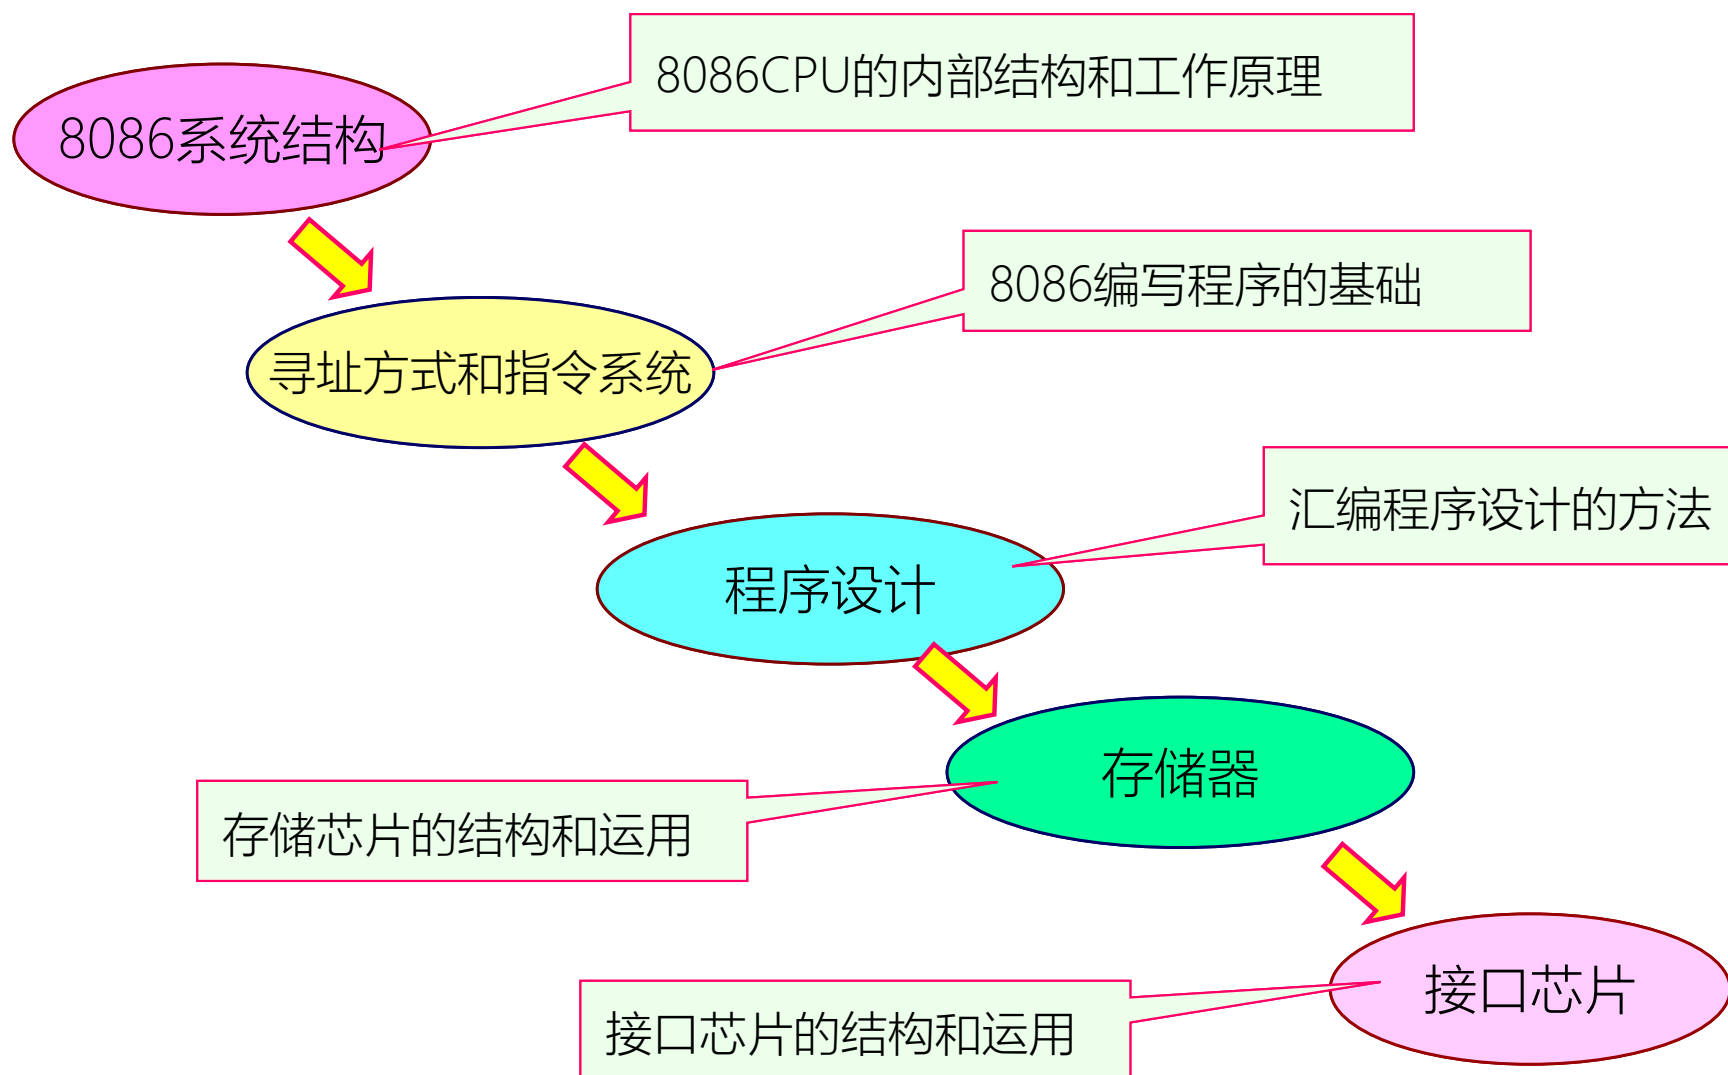 8086CPU的内部结构和工作原理
8086系统结构
8086编写程序的基础
寻址方式和指令系统
汇编程序设计的方法
程序设计
存储器
存储芯片的结构和运用
接口芯片
接口芯片的结构和运用